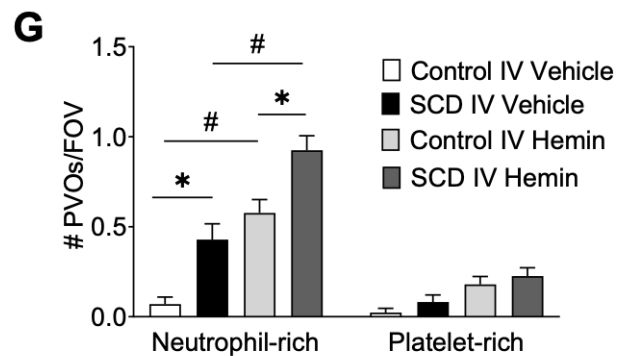 G
# PVOs/FOV
1.5
1.0
0.5
0.0
#
#
*
*
Control IV Vehicle
SCD IV Vehicle
Control IV Hemin
SCD IV Hemin
Neutrophil-rich
Platelet-rich